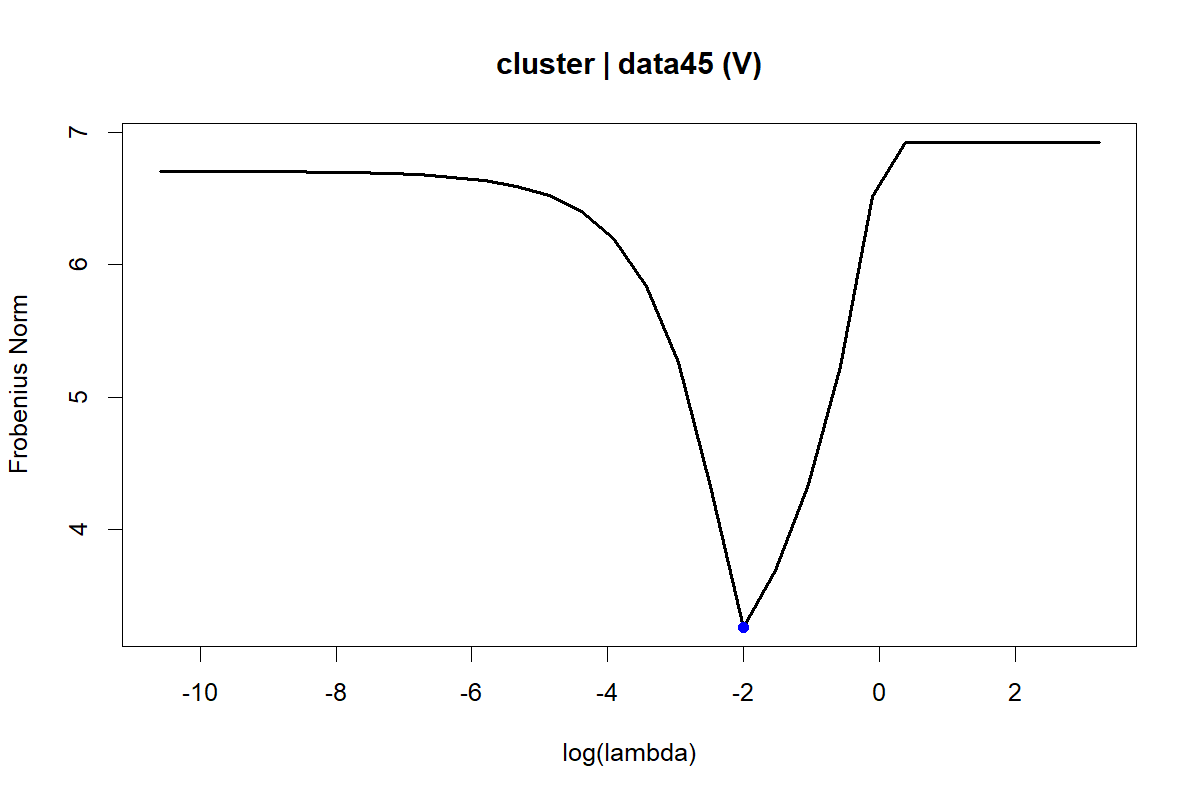 cluster | data45 (V)
Frobenius Norm
7
6
5
4
-10 -8 -6 -4 -2 0 2
log(lambda)